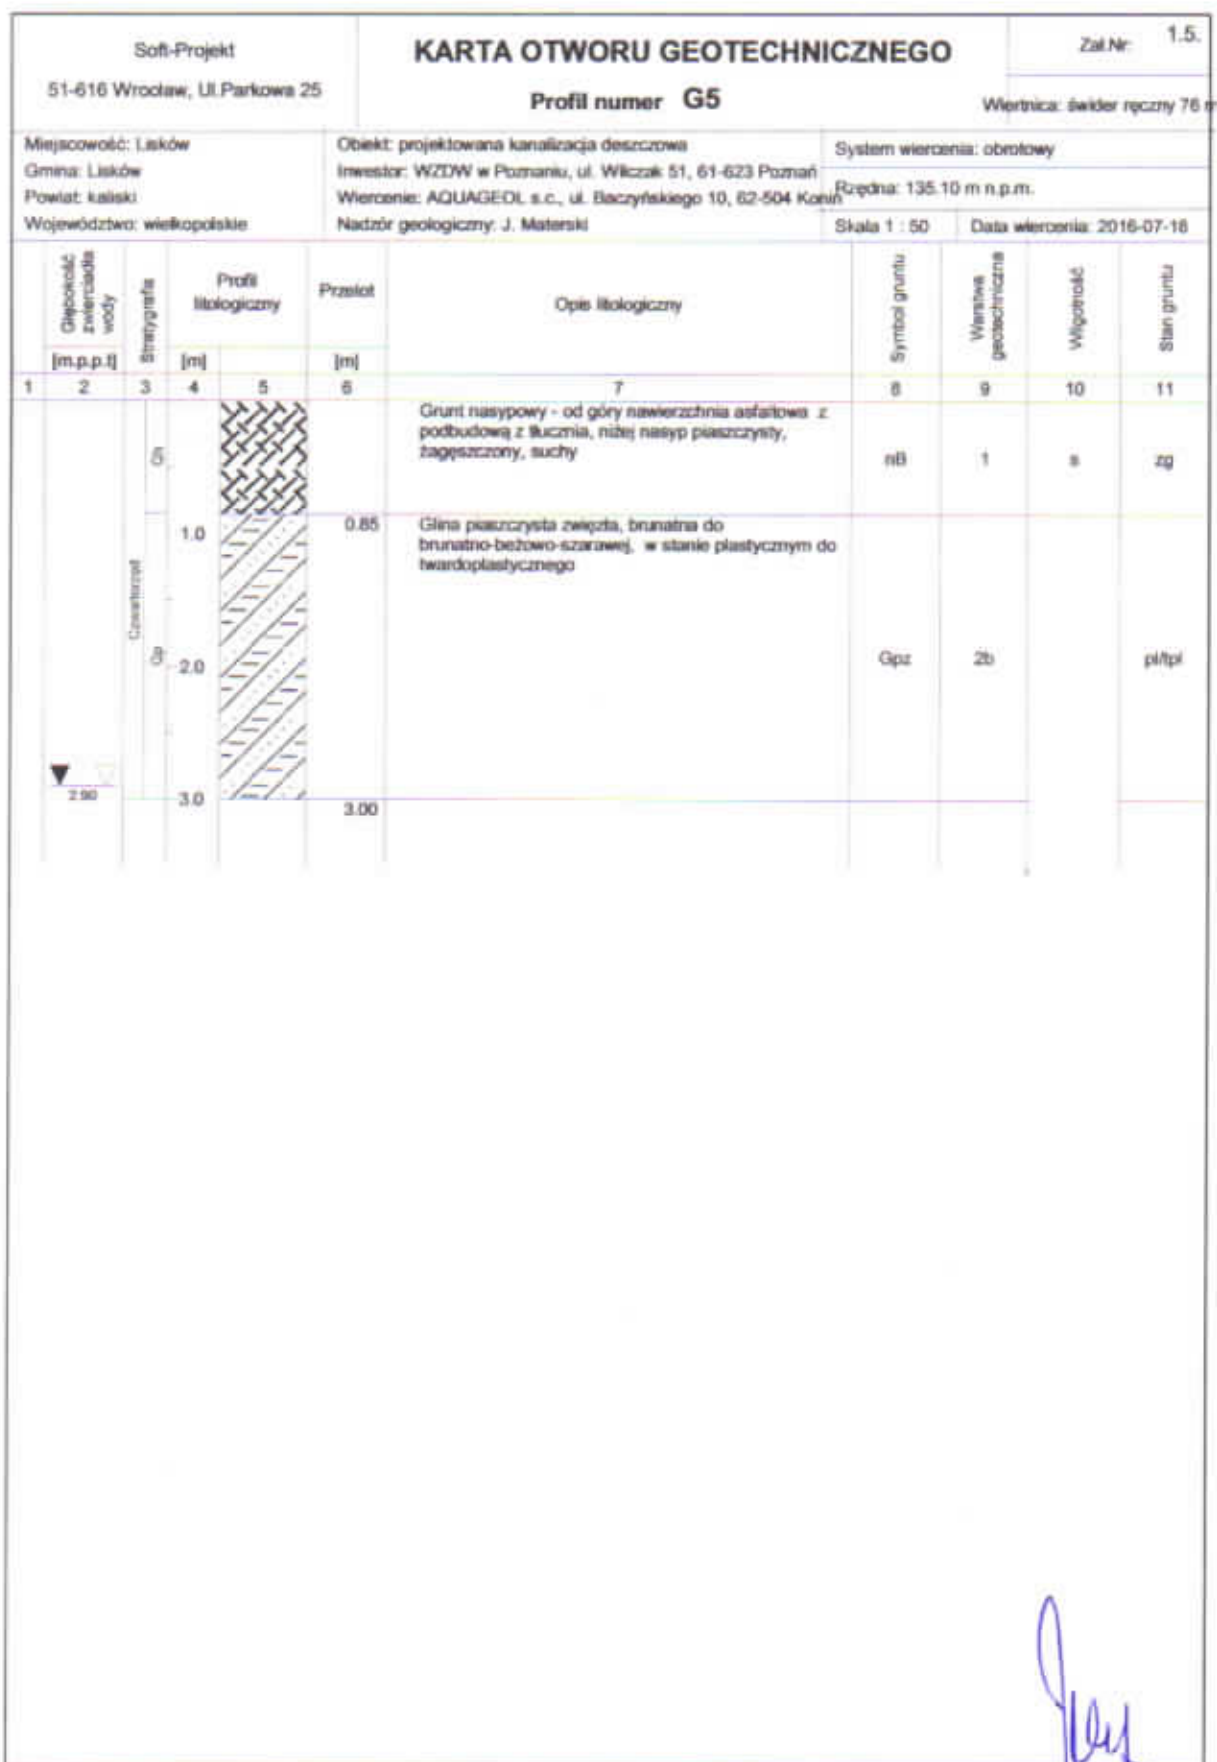 Soft-Projekt
51-616 Wrocław, Ul.Parkowa 25
KARTA OTWORU GEOTECHNICZNEGO
Profil numer G5
Zał.Nr: 1.5.
Wiertnica: świder ręczny 76 m
Miejscowość: Lisków
Gmina: Lisków
Powiat: kaliski
Województwo: wielkopolskie
Obiekt: projektowana kanalizacja deszczowa
Inwestor: WZDW w Poznaniu, ul. Wilczak 51, 61-623 Poznań
Wiercenie: AQUAGEOL s.c., ul. Baczyńskiego 10, 62-504 Konin
Nadzór geologiczny: J. Materski
System wiercenia: obrotowy
Rzędna: 135.10 m n.p.m.
Skala 1 : 50
Data wiercenia: 2016-07-18
Głębokość zwierciadła wody
[m.p.p.t]
Stratygrafia
Profil litologiczny
[m]
Przelot
[m]
Opis litologiczny
Symbol gruntu
Warstwa geotechniczna
Wilgotność
Stan gruntu
1 2 3 4 5 6 7 8 9 10 11
Grunt nasypowy - od góry nawierzchnia asfaltowa z
podbudową z tłucznia, niżej nasyp piaszczysty,
zagęszczony, suchy
nB 1 s zg
1.0
0.85
Glina piaszczysta zwięzła, brunatna do
brunatno-beżowo-szarawej, w stanie plastycznym do
twardoplastycznego
Czwartorzęd
Gp
2.0
Gpz 2b pl/tpl
2.90
3.0
3.00